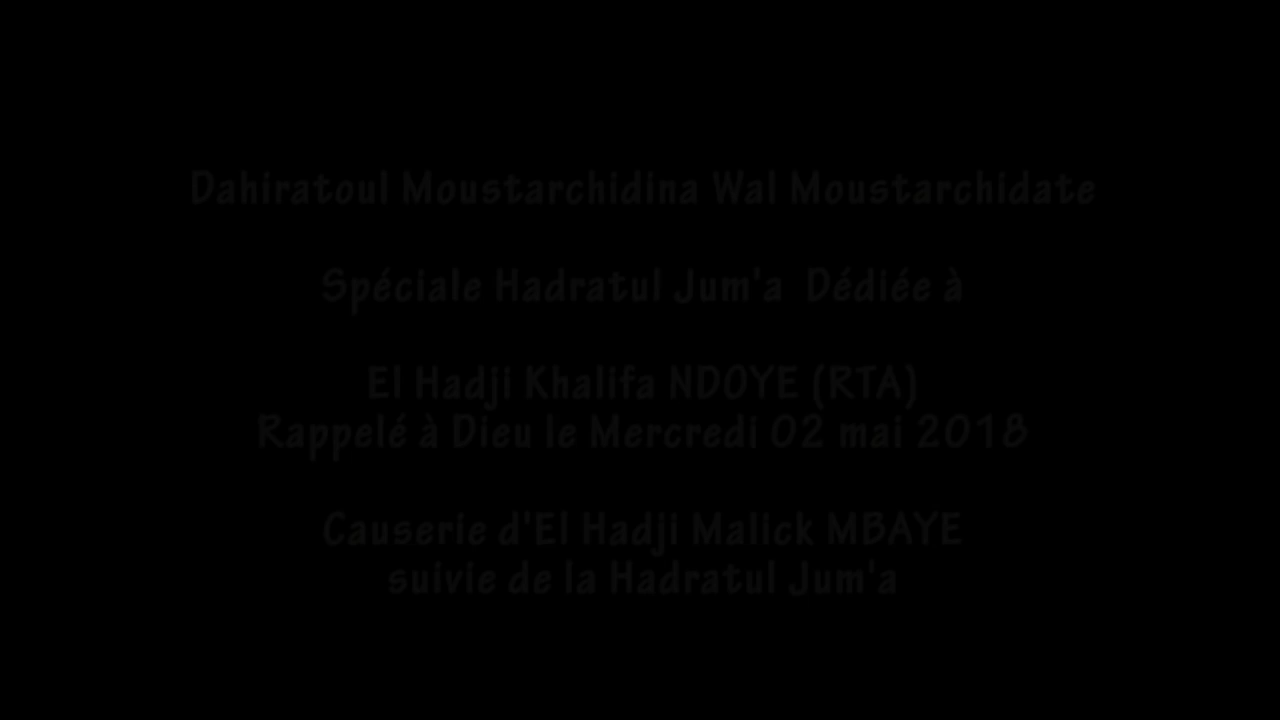 Dahiratoul Moustarchidina Wal Moustarchidate
Spéciale Hadratul Jum'a Dédiée à
El Hadji Khalifa NDOYE (RTA)
Rappelé à Dieu le Mercredi 02 mai 2018
Causerie d'El Hadji Malick MBAYE
suivie de la Hadratul Jum'a